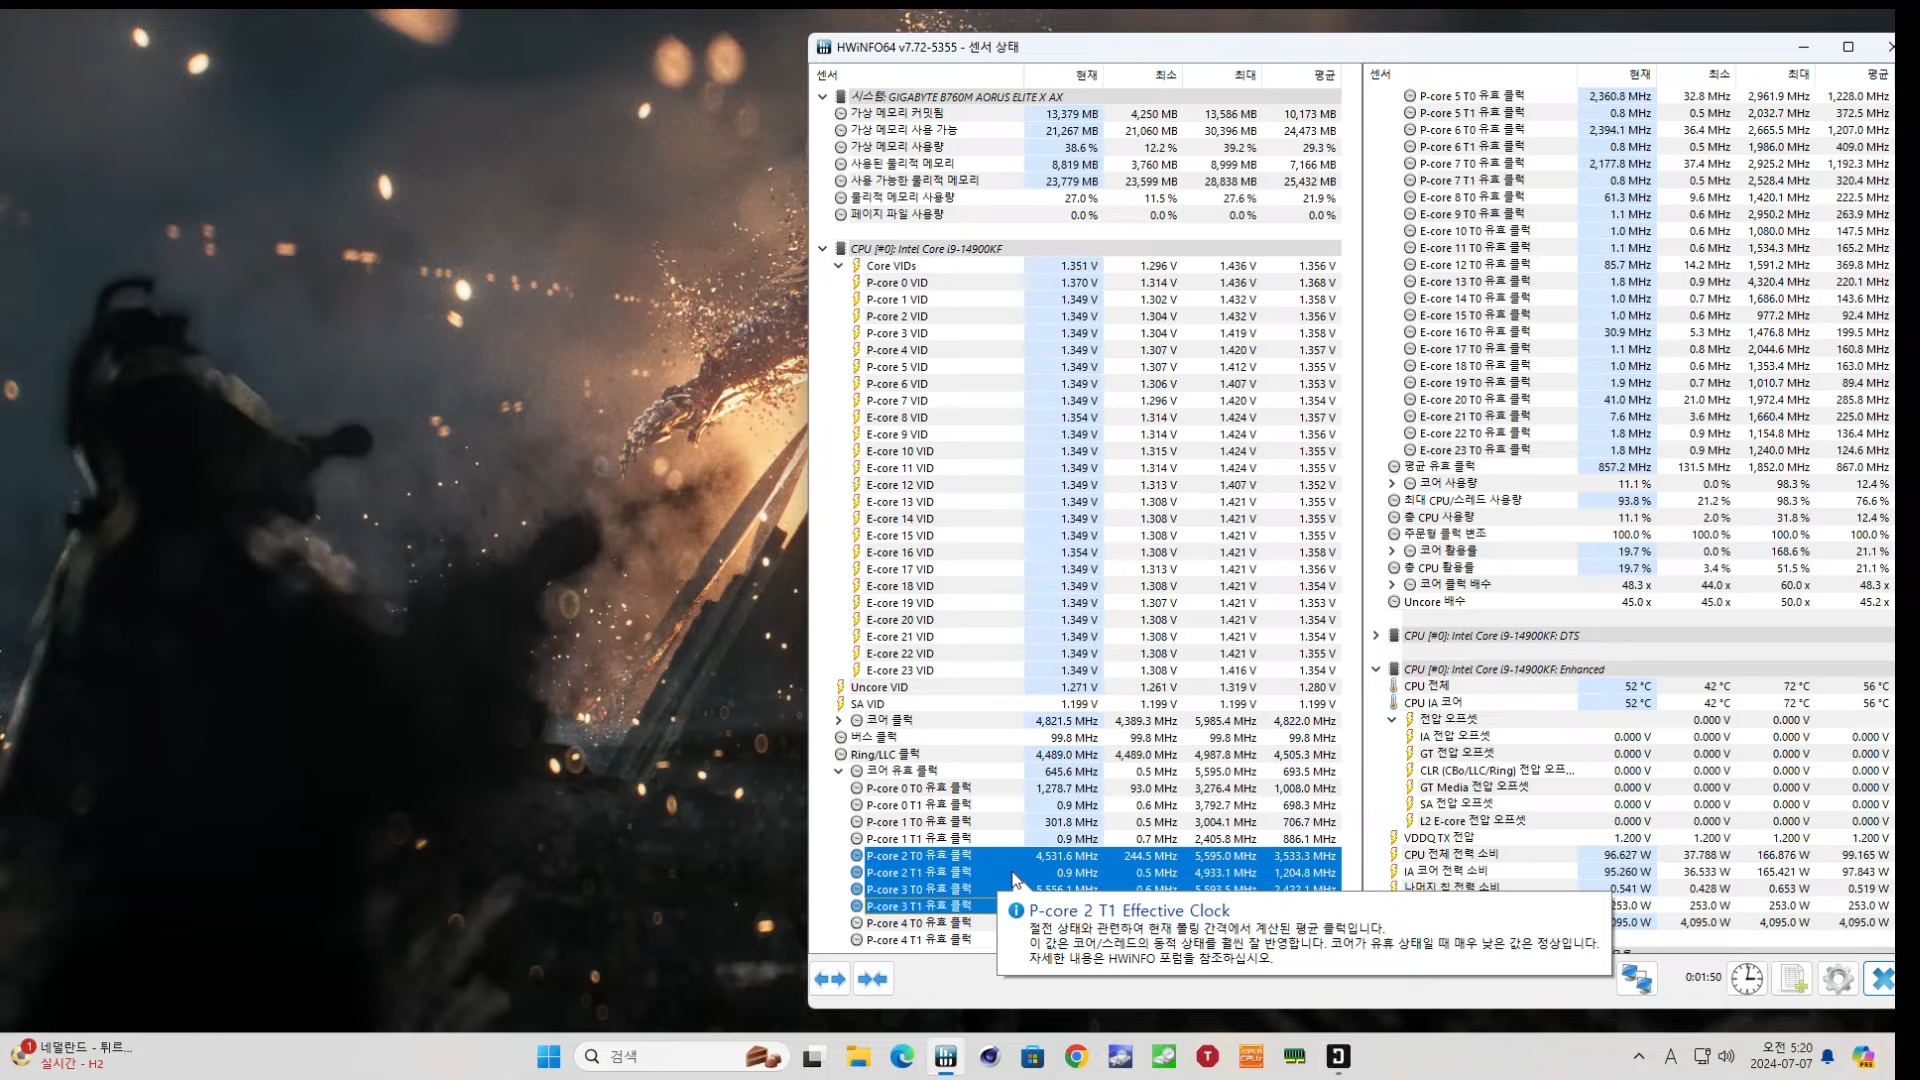 HWiNFO64 v7.72-5355 - 센서 상태
센서 현재 최소 최대 평균
시스템: GIGABYTE B760M AORUS ELITE X AX
가상 메모리 커밋됨 13,379 MB 4,250 MB 13,586 MB 10,173 MB
가상 메모리 사용 가능 21,267 MB 21,060 MB 30,396 MB 24,473 MB
가상 메모리 사용량 38.6 % 12.2 % 39.2 % 29.3 %
사용된 물리적 메모리 8,819 MB 3,760 MB 8,999 MB 7,166 MB
사용 가능한 물리적 메모리 23,779 MB 23,599 MB 28,838 MB 25,432 MB
물리적 메모리 사용량 27.0 % 11.5 % 27.6 % 21.9 %
페이지 파일 사용량 0.0 % 0.0 % 0.0 % 0.0 %
CPU [#0]: Intel Core i9-14900KF
Core VIDs 1.351 V 1.296 V 1.436 V 1.356 V
P-core 0 VID 1.370 V 1.314 V 1.436 V 1.368 V
P-core 1 VID 1.349 V 1.302 V 1.432 V 1.358 V
P-core 2 VID 1.349 V 1.304 V 1.432 V 1.356 V
P-core 3 VID 1.349 V 1.304 V 1.419 V 1.358 V
P-core 4 VID 1.349 V 1.307 V 1.420 V 1.357 V
P-core 5 VID 1.349 V 1.307 V 1.412 V 1.355 V
P-core 6 VID 1.349 V 1.306 V 1.407 V 1.353 V
P-core 7 VID 1.349 V 1.296 V 1.420 V 1.354 V
E-core 8 VID 1.354 V 1.314 V 1.424 V 1.357 V
E-core 9 VID 1.349 V 1.314 V 1.424 V 1.356 V
E-core 10 VID 1.349 V 1.315 V 1.424 V 1.355 V
E-core 11 VID 1.349 V 1.314 V 1.424 V 1.355 V
E-core 12 VID 1.349 V 1.313 V 1.407 V 1.352 V
E-core 13 VID 1.349 V 1.308 V 1.421 V 1.355 V
E-core 14 VID 1.349 V 1.308 V 1.421 V 1.355 V
E-core 15 VID 1.349 V 1.308 V 1.421 V 1.355 V
E-core 16 VID 1.354 V 1.308 V 1.421 V 1.358 V
E-core 17 VID 1.349 V 1.313 V 1.421 V 1.356 V
E-core 18 VID 1.349 V 1.308 V 1.421 V 1.354 V
E-core 19 VID 1.349 V 1.307 V 1.421 V 1.353 V
E-core 20 VID 1.349 V 1.308 V 1.421 V 1.354 V
E-core 21 VID 1.349 V 1.308 V 1.421 V 1.354 V
E-core 22 VID 1.349 V 1.308 V 1.421 V 1.354 V
E-core 23 VID 1.349 V 1.308 V 1.416 V 1.354 V
Uncore VID 1.271 V 1.261 V 1.319 V 1.280 V
SA VID 1.199 V 1.199 V 1.199 V 1.199 V
코어 클럭 4,821.5 MHz 4,389.3 MHz 5,985.4 MHz 4,822.0 MHz
버스 클럭 99.8 MHz 99.8 MHz 99.8 MHz 99.8 MHz
Ring/LLC 클럭 4,489.0 MHz 4,489.0 MHz 4,987.8 MHz 4,505.3 MHz
코어 유효 클럭 645.6 MHz 0.5 MHz 5,595.0 MHz 693.5 MHz
P-core 0 T0 유효 클럭 1,278.7 MHz 93.0 MHz 3,276.4 MHz 1,008.0 MHz
P-core 0 T1 유효 클럭 0.9 MHz 0.6 MHz 3,792.7 MHz 698.3 MHz
P-core 1 T0 유효 클럭 301.8 MHz 0.5 MHz 3,004.1 MHz 706.7 MHz
P-core 1 T1 유효 클럭 0.9 MHz 0.7 MHz 2,405.8 MHz 886.1 MHz
P-core 2 T0 유효 클럭 4,531.6 MHz 244.5 MHz 5,595.0 MHz 3,533.3 MHz
P-core 2 T1 유효 클럭 0.9 MHz 0.5 MHz 4,933.1 MHz 1,204.8 MHz
P-core 3 T0 유효 클럭 5,556.1 MHz 0.6 MHz 5,593.5 MHz 2,422.1 MHz
P-core 3 T1 유효 클럭
P-core 4 T0 유효 클럭
P-core 4 T1 유효 클럭
센서 현재 최소 최대 평균
P-core 5 T0 유효 클럭 2,360.8 MHz 32.8 MHz 2,961.9 MHz 1,228.0 MHz
P-core 5 T1 유효 클럭 0.8 MHz 0.5 MHz 2,032.7 MHz 372.5 MHz
P-core 6 T0 유효 클럭 2,394.1 MHz 36.4 MHz 2,665.5 MHz 1,207.0 MHz
P-core 6 T1 유효 클럭 0.8 MHz 0.5 MHz 1,986.0 MHz 409.0 MHz
P-core 7 T0 유효 클럭 2,177.8 MHz 37.4 MHz 2,925.2 MHz 1,192.3 MHz
P-core 7 T1 유효 클럭 0.8 MHz 0.5 MHz 2,528.4 MHz 320.4 MHz
E-core 8 T0 유효 클럭 61.3 MHz 9.6 MHz 1,420.1 MHz 222.5 MHz
E-core 9 T0 유효 클럭 1.1 MHz 0.6 MHz 2,950.2 MHz 263.9 MHz
E-core 10 T0 유효 클럭 1.0 MHz 0.6 MHz 1,080.0 MHz 147.5 MHz
E-core 11 T0 유효 클럭 1.1 MHz 0.6 MHz 1,534.3 MHz 165.2 MHz
E-core 12 T0 유효 클럭 85.7 MHz 14.2 MHz 1,591.2 MHz 369.8 MHz
E-core 13 T0 유효 클럭 1.8 MHz 0.9 MHz 4,320.4 MHz 220.1 MHz
E-core 14 T0 유효 클럭 1.0 MHz 0.7 MHz 1,686.0 MHz 143.6 MHz
E-core 15 T0 유효 클럭 1.0 MHz 0.6 MHz 977.2 MHz 92.4 MHz
E-core 16 T0 유효 클럭 30.9 MHz 5.3 MHz 1,476.8 MHz 199.5 MHz
E-core 17 T0 유효 클럭 1.1 MHz 0.8 MHz 2,044.6 MHz 160.8 MHz
E-core 18 T0 유효 클럭 1.0 MHz 0.6 MHz 1,353.4 MHz 163.0 MHz
E-core 19 T0 유효 클럭 1.9 MHz 0.7 MHz 1,010.7 MHz 89.4 MHz
E-core 20 T0 유효 클럭 41.0 MHz 21.0 MHz 1,972.4 MHz 285.8 MHz
E-core 21 T0 유효 클럭 7.6 MHz 3.6 MHz 1,660.4 MHz 225.0 MHz
E-core 22 T0 유효 클럭 1.8 MHz 0.9 MHz 1,154.8 MHz 136.4 MHz
E-core 23 T0 유효 클럭 1.8 MHz 0.9 MHz 1,240.0 MHz 124.6 MHz
평균 유효 클럭 857.2 MHz 131.5 MHz 1,852.0 MHz 867.0 MHz
코어 사용량 11.1 % 0.0 % 98.3 % 12.4 %
최대 CPU/스레드 사용량 93.8 % 21.2 % 98.3 % 76.6 %
총 CPU 사용량 11.1 % 2.0 % 31.8 % 12.4 %
주문형 클럭 변조 100.0 % 100.0 % 100.0 % 100.0 %
코어 활용률 19.7 % 0.0 % 168.6 % 21.1 %
총 CPU 활용률 19.7 % 3.4 % 51.5 % 21.1 %
코어 클럭 배수 48.3 x 44.0 x 60.0 x 48.3 x
Uncore 배수 45.0 x 45.0 x 50.0 x 45.2 x
CPU [#0]: Intel Core i9-14900KF: DTS
CPU [#0]: Intel Core i9-14900KF: Enhanced
CPU 전체 52 °C 42 °C 72 °C 56 °C
CPU IA 코어 52 °C 42 °C 72 °C 56 °C
전압 오프셋 0.000 V 0.000 V
IA 전압 오프셋 0.000 V 0.000 V 0.000 V 0.000 V
GT 전압 오프셋 0.000 V 0.000 V 0.000 V 0.000 V
CLR (CBo/LLC/Ring) 전압 오프... 0.000 V 0.000 V 0.000 V 0.000 V
GT Media 전압 오프셋 0.000 V 0.000 V 0.000 V 0.000 V
SA 전압 오프셋 0.000 V 0.000 V 0.000 V 0.000 V
L2 E-core 전압 오프셋 0.000 V 0.000 V 0.000 V 0.000 V
VDDQ TX 전압 1.200 V 1.200 V 1.200 V 1.200 V
CPU 전체 전력 소비 96.627 W 37.788 W 166.876 W 99.165 W
IA 코어 전력 소비 95.260 W 36.533 W 165.421 W 97.843 W
나머지 칩 전력 소비 0.541 W 0.428 W 0.653 W 0.519 W
253.0 W 253.0 W 253.0 W 253.0 W
095.0 W 4,095.0 W 4,095.0 W 4,095.0 W
P-core 2 T1 Effective Clock
절전 상태와 관련하여 현재 폴링 간격에서 계산된 평균 클럭입니다.
이 값은 코어/스레드의 동적 상태를 훨씬 잘 반영합니다. 코어가 유휴 상태일 때 매우 낮은 값은 정상입니다.
자세한 내용은 HWiNFO 포럼을 참조하십시오.
0:01:50
1
네덜란드 - 튀르...
실시간 - H2
검색
A
오전 5:20
2024-07-07
PRE